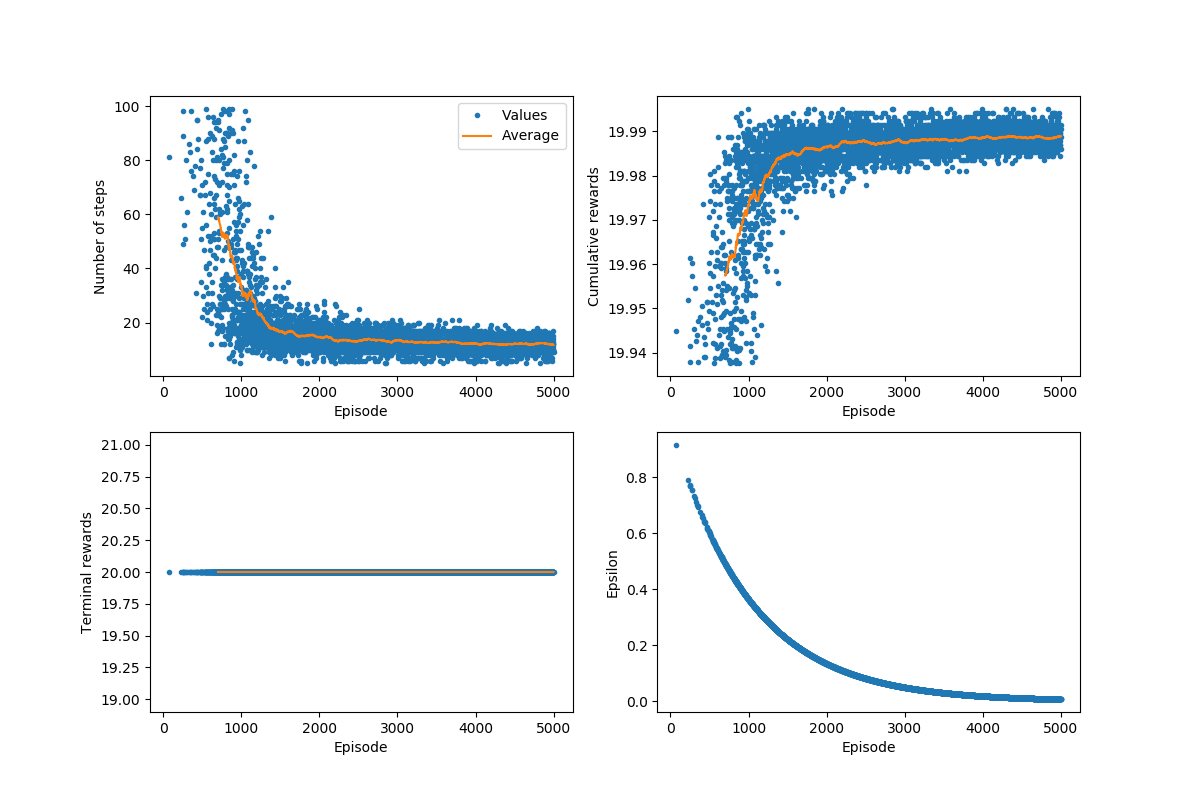 100
80
60
40
20
Number of steps
Values
Average
0 1000 2000 3000 4000 5000
Episode
19.99
19.98
19.97
19.96
19.95
19.94
Cumulative rewards
0 1000 2000 3000 4000 5000
Episode
21.00
20.75
20.50
20.25
20.00
19.75
19.50
19.25
19.00
Terminal rewards
0 1000 2000 3000 4000 5000
Episode
0.8
0.6
0.4
0.2
0.0
Epsilon
0 1000 2000 3000 4000 5000
Episode